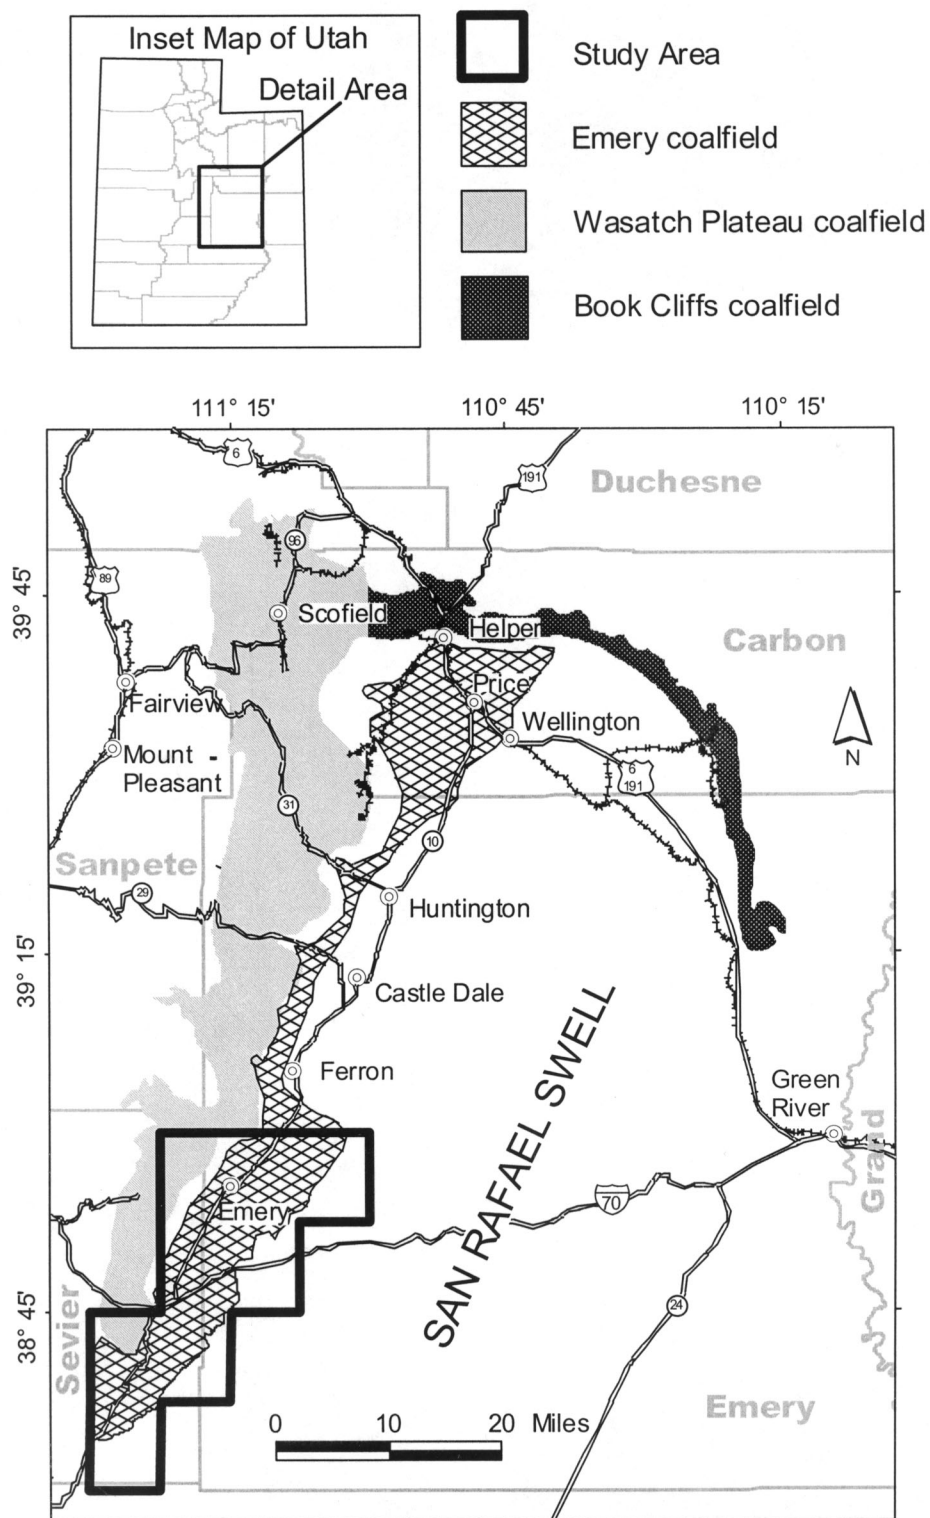 Inset Map of Utah
Detail Area
Study Area
Emery coalfield
Wasatch Plateau coalfield
Book Cliffs coalfield
111° 15'
110° 45'
110° 15'
6
191
Duchesne
96
89
39° 45'
Scofield
Helper
Carbon
Fairview
Price
Wellington
Mount
Pleasant
N
6
191
31
10
Sanpete
29
Huntington
39° 15'
Castle Dale
SAN RAFAEL SWELL
Ferron
Green
River
Grand
Emery
70
38° 45'
Sevier
24
Emery
0 10 20 Miles